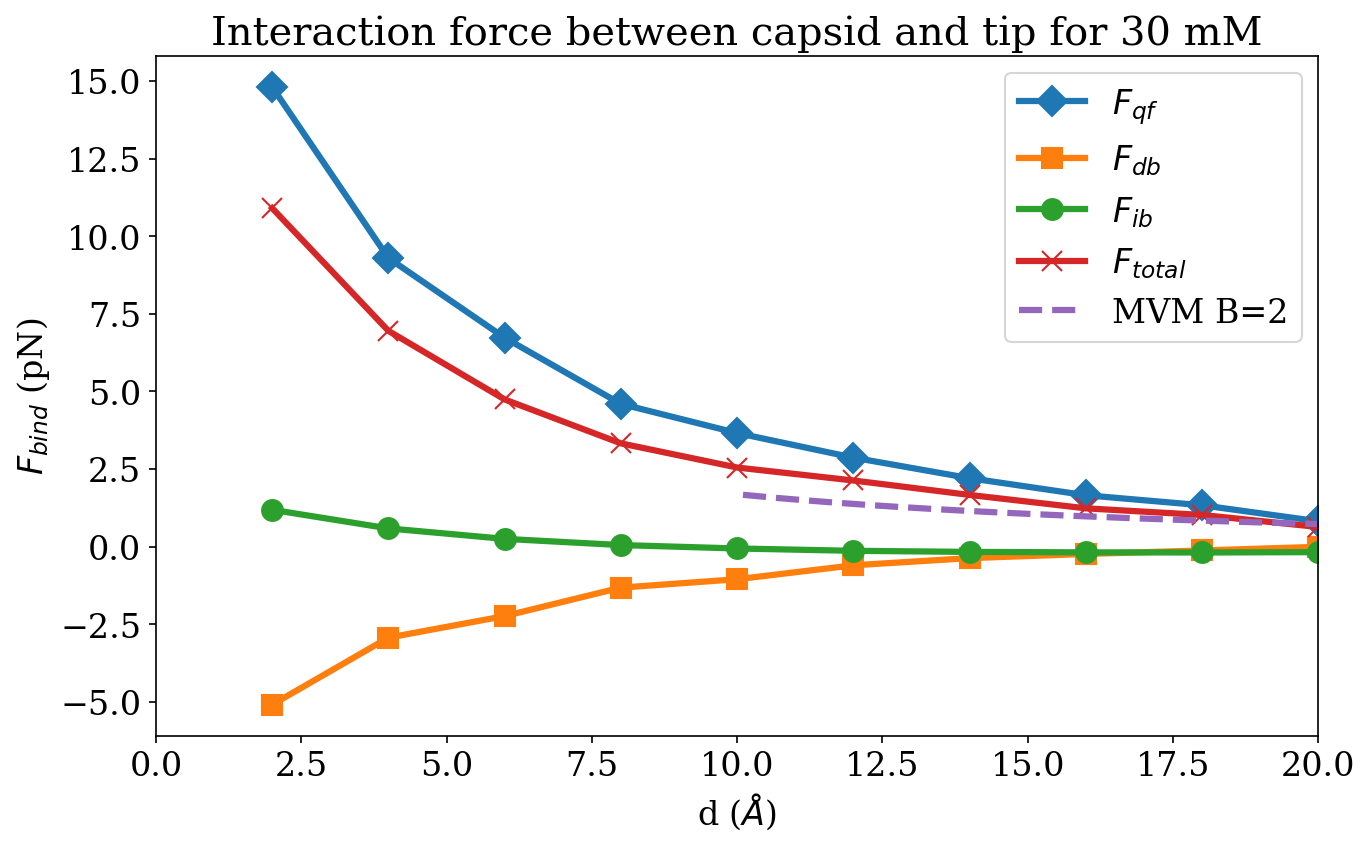 Interaction force between capsid and tip for 30 mM
15.0
12.5
10.0
7.5
5.0
2.5
0.0
−2.5
−5.0
F_bind (pN)
F_qf
F_db
F_ib
F_total
MVM B=2
0.0 2.5 5.0 7.5 10.0 12.5 15.0 17.5 20.0
d (Å)